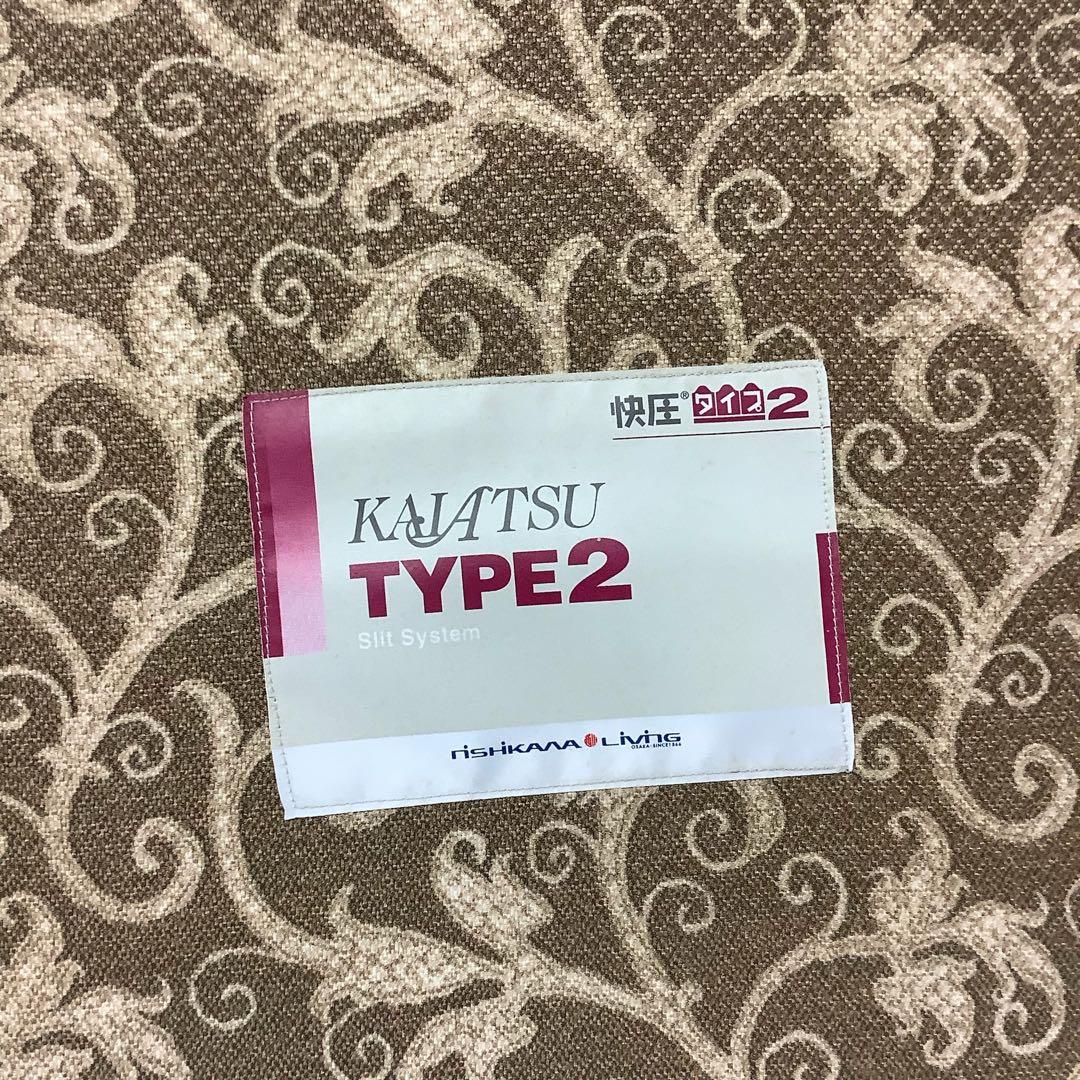 快圧® タイプ2
KAIATSU
TYPE2
Slit System
nishikawa Living
OSAKA・SINCE1566